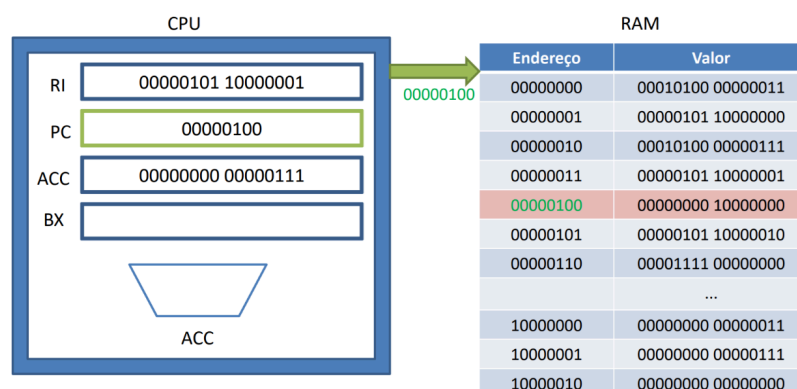 CPU
RAM
RI 00000101 10000001
PC 00000100
ACC 00000000 00000111
BX
ACC
00000100
Endereço Valor
00000000 00010100 00000011
00000001 00000101 10000000
00000010 00010100 00000111
00000011 00000101 10000001
00000100 00000000 10000000
00000101 00000101 10000010
00000110 00001111 00000000
...
10000000 00000000 00000011
10000001 00000000 00000111
10000010 00000000 00000000